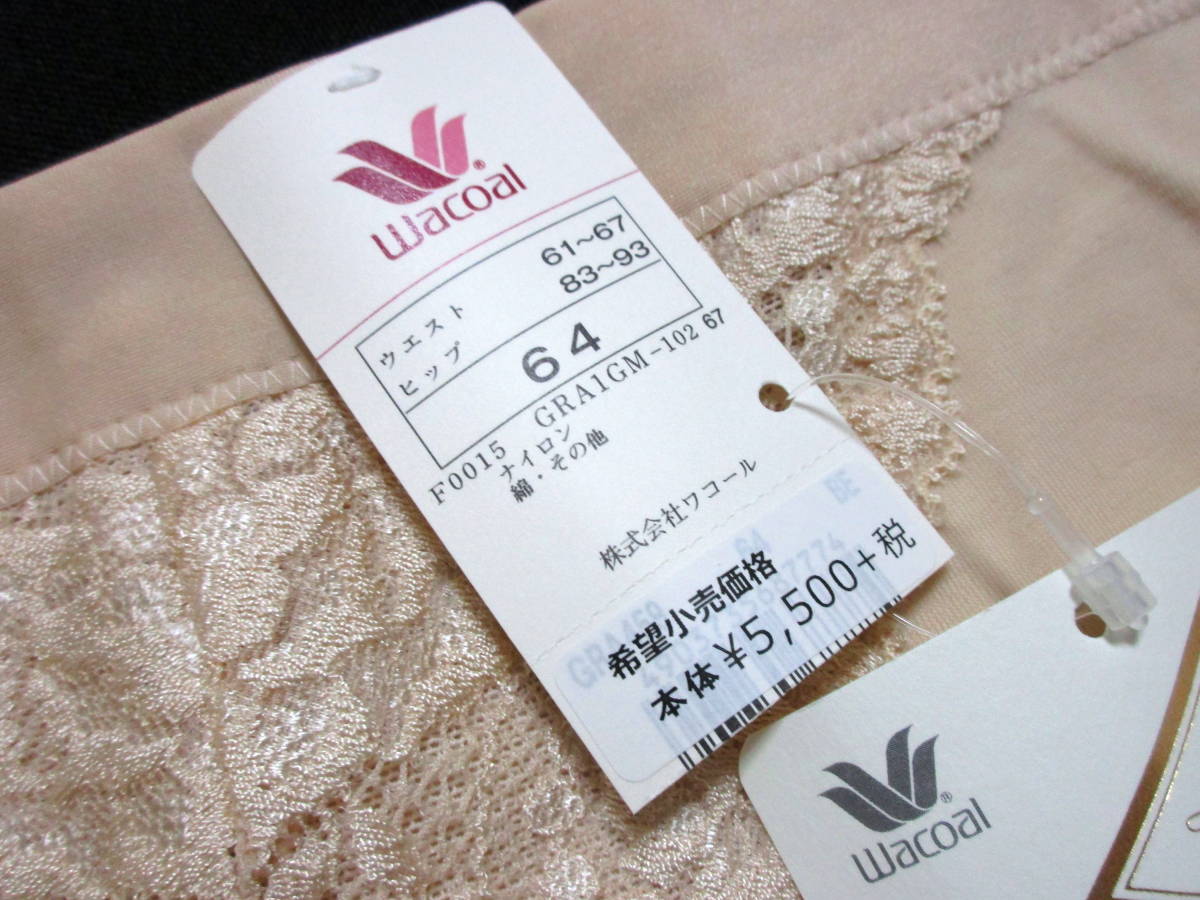 Wacoal®
ウエスト 61~67
ヒップ 83~93
64
F0015 GRA1GM-102 67
ナイロン
綿・その他
株式会社ワコール
64 BE
希望小売価格
本体¥5,500+税
Wacoal®